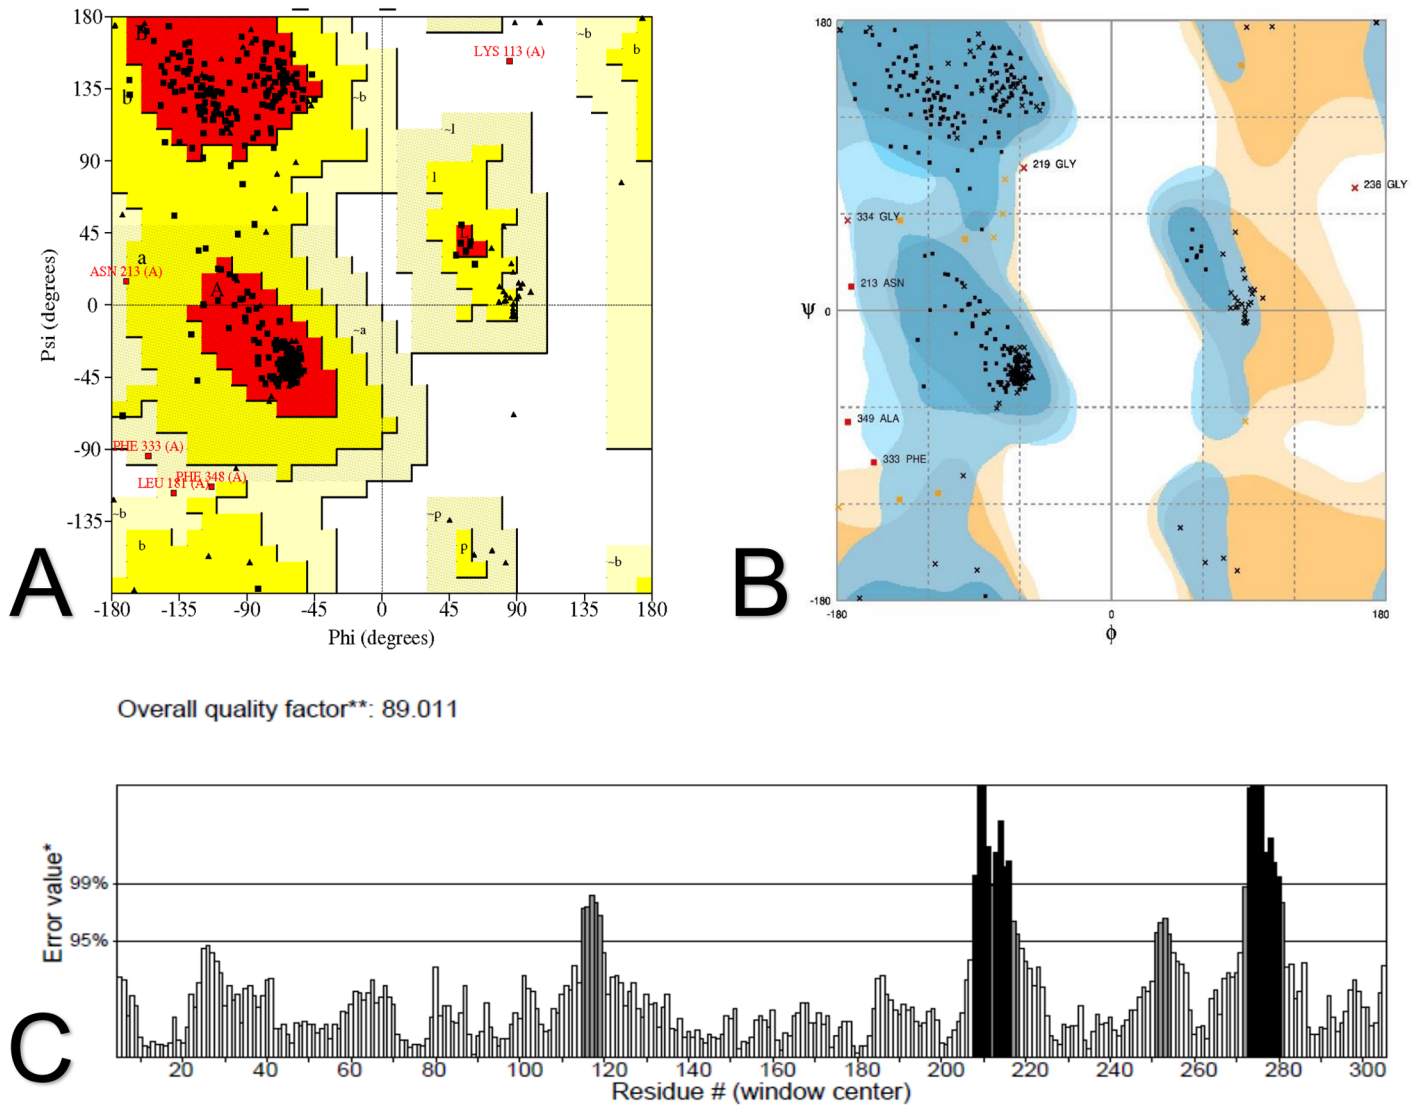 180
135
90
45
0
-45
-90
-135
-180
-180 -135 -90 -45 0 45 90 135 180
Psi (degrees)
Phi (degrees)
B
b
~b
~b
b
LYS 113 (A)
~l
l
L
a
ASN 213 (A)
A
~a
PHE 333 (A)
PHE 348 (A)
LEU 181 (A)
~b
b
~p
p
~b
A
180
0
-180
ψ
219 GLY
236 GLY
334 GLY
213 ASN
349 ALA
333 PHE
-180 0 180
ϕ
B
Overall quality factor**: 89.011
Error value*
99%
95%
20 40 60 80 100 120 140 160 180 200 220 240 260 280 300
Residue # (window center)
C